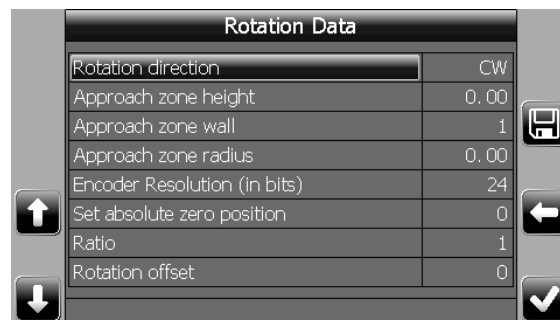 Rotation Data
Rotation direction CW
Approach zone height 0.00
Approach zone wall 1
Approach zone radius 0.00
Encoder Resolution (in bits) 24
Set absolute zero position 0
Ratio 1
Rotation offset 0